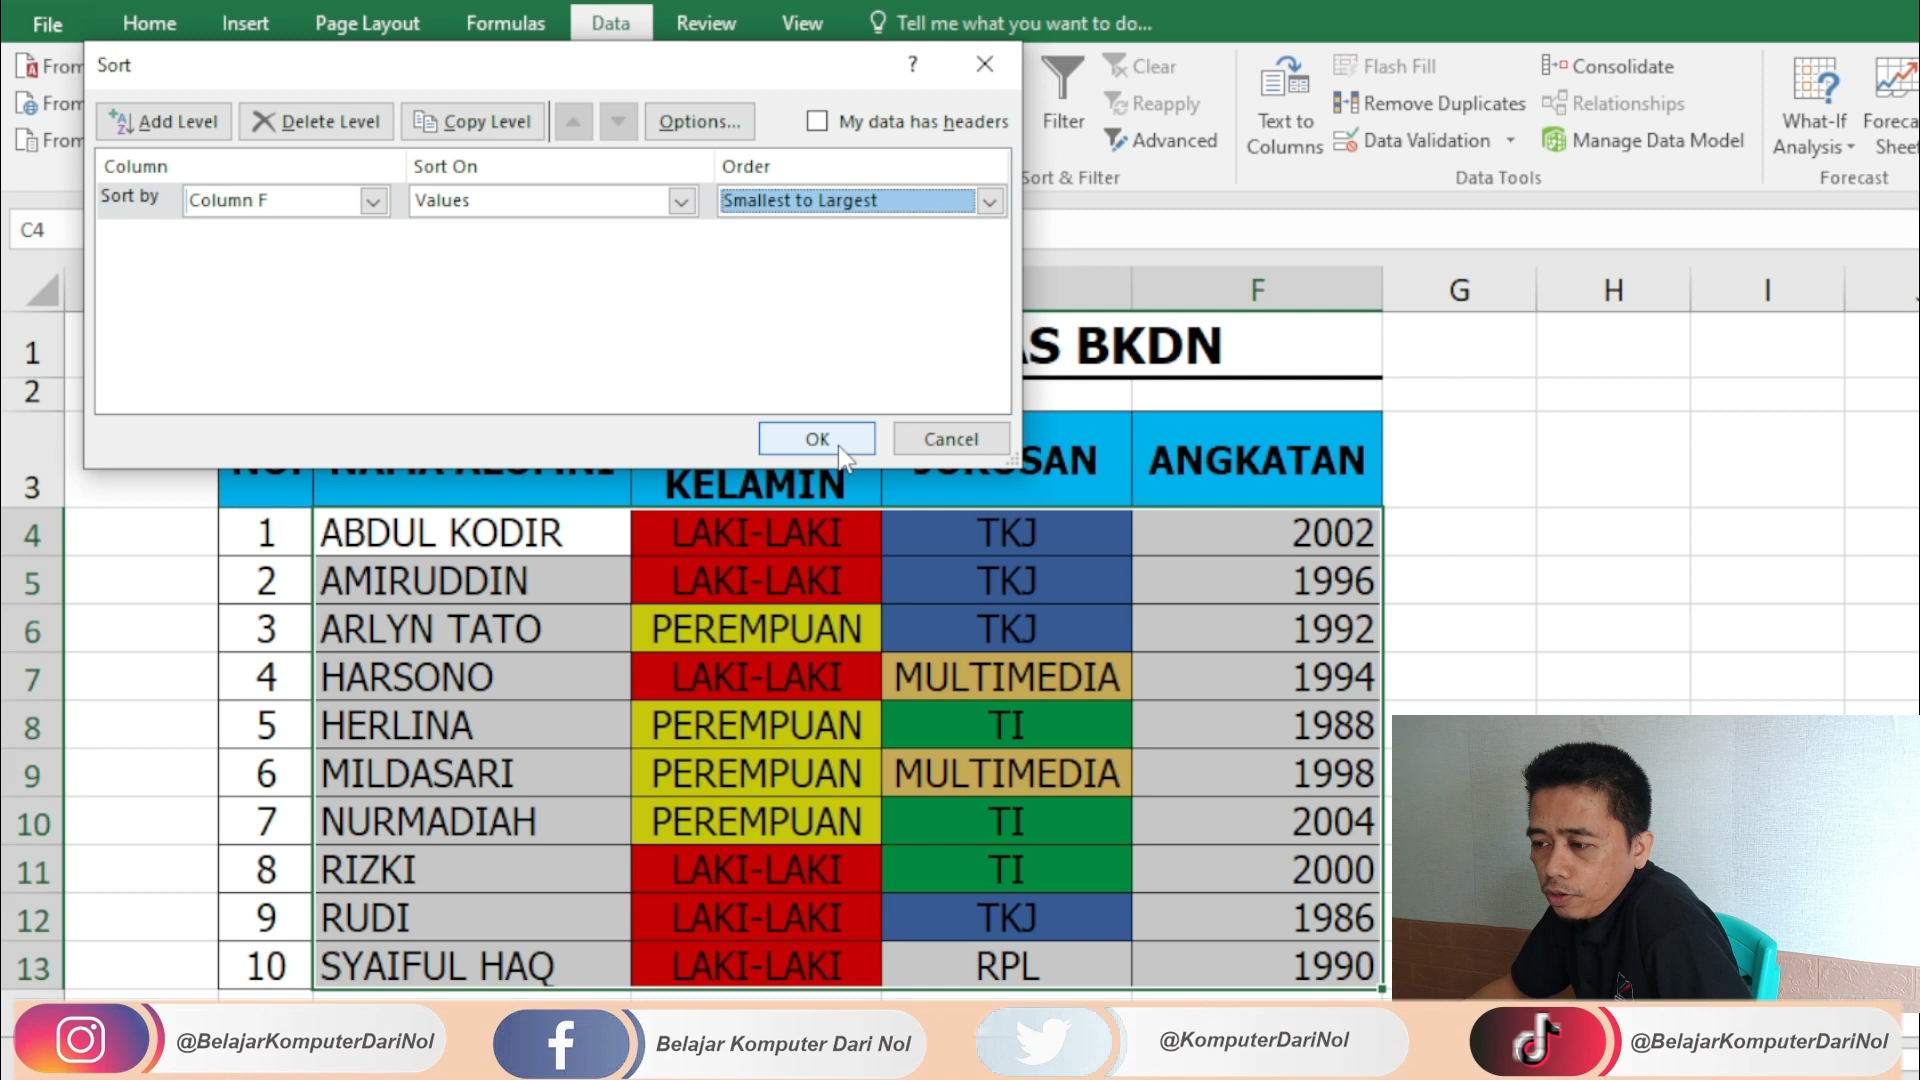 File Home Insert Page Layout Formulas Data Review View Tell me what you want to do...
Sort ? 
From
From
From
Add Level Delete Level Copy Level Options... My data has headers
Column Sort On Order
Sort by Column F Values Smallest to Largest
OK Cancel
Filter
Clear
Reapply
Advanced
Sort & Filter
Text to Columns
Flash Fill
Remove Duplicates
Data Validation
Consolidate
Relationships
Manage Data Model
Data Tools
What-If Analysis
Sheet
Forecast
C4
F G H I
1 BKDN
2
3 KELAMIN ANGKATAN
4 1 ABDUL KODIR LAKI-LAKI TKJ 2002
5 2 AMIRUDDIN LAKI-LAKI TKJ 1996
6 3 ARLYN TATO PEREMPUAN TKJ 1992
7 4 HARSONO LAKI-LAKI MULTIMEDIA 1994
8 5 HERLINA PEREMPUAN TI 1988
9 6 MILDASARI PEREMPUAN MULTIMEDIA 1998
10 7 NURMADIAH PEREMPUAN TI 2004
11 8 RIZKI LAKI-LAKI TI 2000
12 9 RUDI LAKI-LAKI TKJ 1986
13 10 SYAIFUL HAQ LAKI-LAKI RPL 1990
@BelajarKomputerDariNol Belajar Komputer Dari Nol @KomputerDariNol @BelajarKomputerDariNol